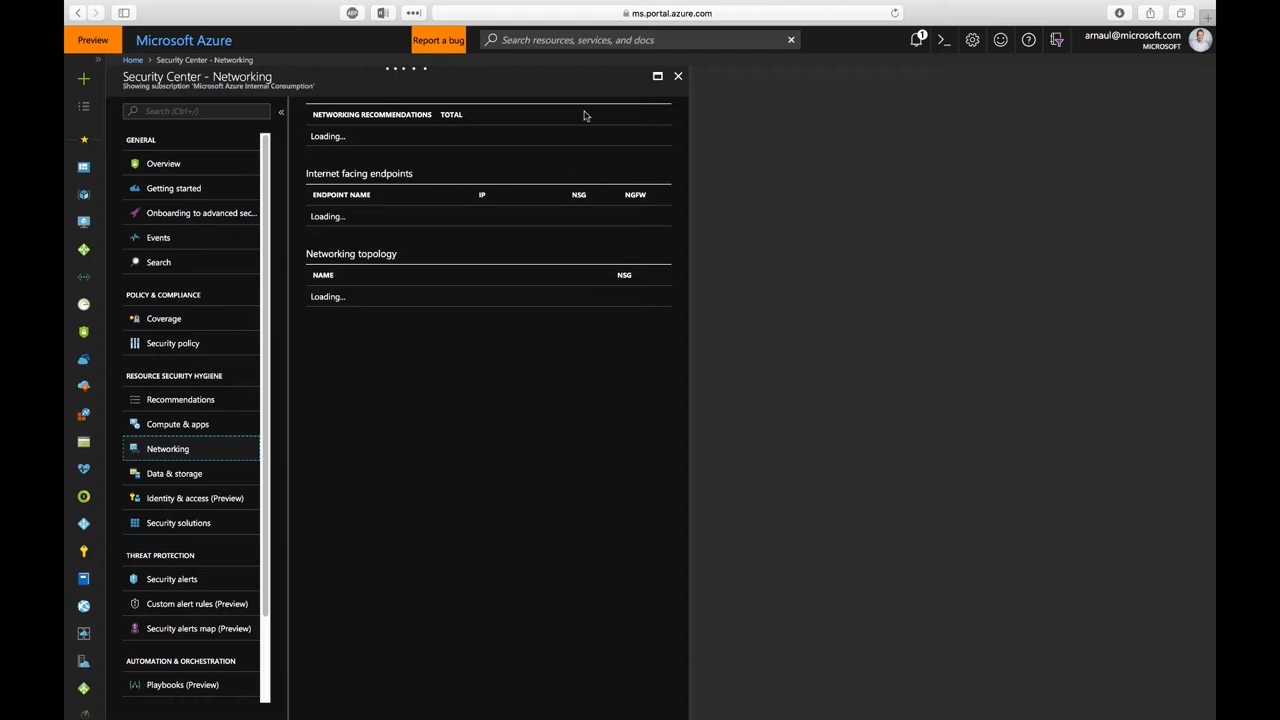 ms.portal.azure.com
ABP
Preview
Microsoft Azure
Report a bug
Search resources, services, and docs
1
arnaul@microsoft.com
MICROSOFT
Home > Security Center - Networking
Security Center - Networking
Showing subscription 'Microsoft Azure Internal Consumption'
Search (Ctrl+/)
GENERAL
Overview
Getting started
Onboarding to advanced sec...
Events
Search
POLICY & COMPLIANCE
Coverage
Security policy
RESOURCE SECURITY HYGIENE
Recommendations
Compute & apps
Networking
Data & storage
Identity & access (Preview)
Security solutions
THREAT PROTECTION
Security alerts
Custom alert rules (Preview)
Security alerts map (Preview)
AUTOMATION & ORCHESTRATION
Playbooks (Preview)
NETWORKING RECOMMENDATIONS TOTAL
Loading...
Internet facing endpoints
ENDPOINT NAME IP NSG NGFW
Loading...
Networking topology
NAME NSG
Loading...